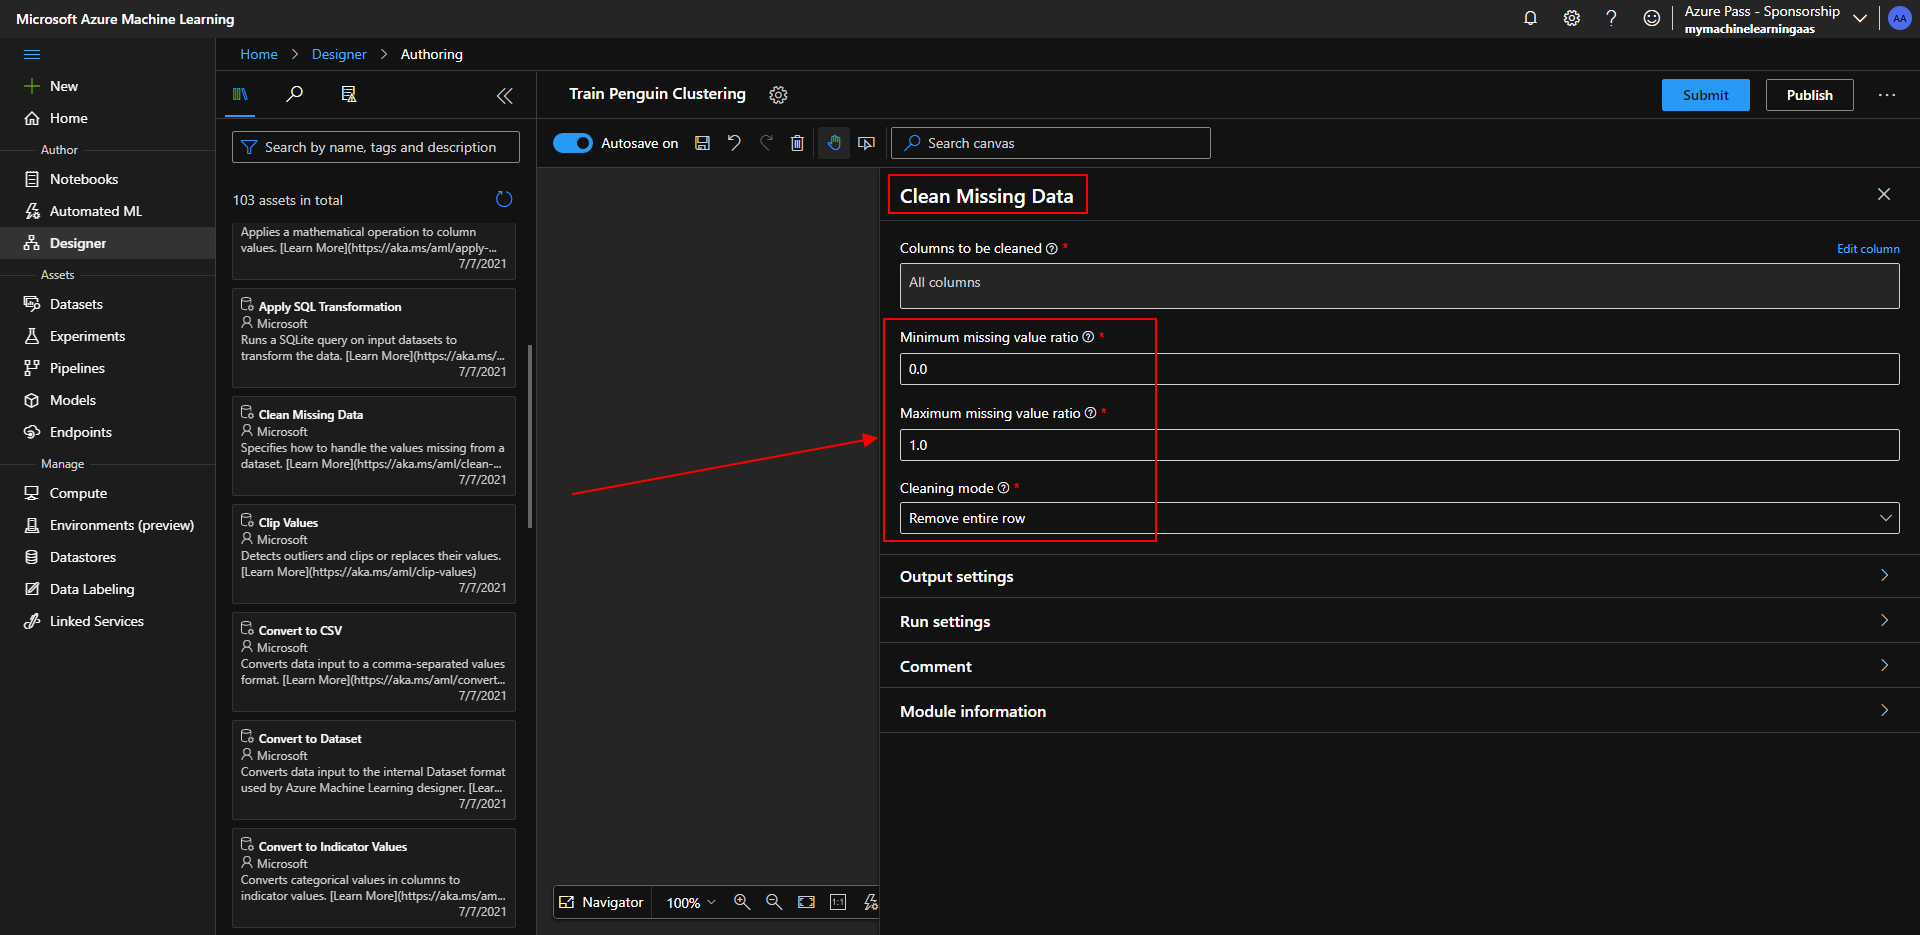 Microsoft Azure Machine Learning
Azure Pass - Sponsorship
mymachinelearningaas
AA
New
Home
Author
Notebooks
Automated ML
Designer
Assets
Datasets
Experiments
Pipelines
Models
Endpoints
Manage
Compute
Environments (preview)
Datastores
Data Labeling
Linked Services
Home > Designer > Authoring
Search by name, tags and description
103 assets in total
Applies a mathematical operation to column
values. [Learn More](https://aka.ms/aml/apply-...
7/7/2021
Apply SQL Transformation
Microsoft
Runs a SQLite query on input datasets to
transform the data. [Learn More](https://aka.ms/...
7/7/2021
Clean Missing Data
Microsoft
Specifies how to handle the values missing from a
dataset. [Learn More](https://aka.ms/aml/clean-...
7/7/2021
Clip Values
Microsoft
Detects outliers and clips or replaces their values.
[Learn More](https://aka.ms/aml/clip-values)
7/7/2021
Convert to CSV
Microsoft
Converts data input to a comma-separated values
format. [Learn More](https://aka.ms/aml/convert...
7/7/2021
Convert to Dataset
Microsoft
Converts data input to the internal Dataset format
used by Azure Machine Learning designer. [Lear...
7/7/2021
Convert to Indicator Values
Microsoft
Converts categorical values in columns to
indicator values. [Learn More](https://aka.ms/am...
7/7/2021
Train Penguin Clustering
Submit
Publish
...
Autosave on
Search canvas
Clean Missing Data
Columns to be cleaned *
Edit column
All columns
Minimum missing value ratio *
0.0
Maximum missing value ratio *
1.0
Cleaning mode *
Remove entire row
Output settings
Run settings
Comment
Module information
Navigator
100%
1:1